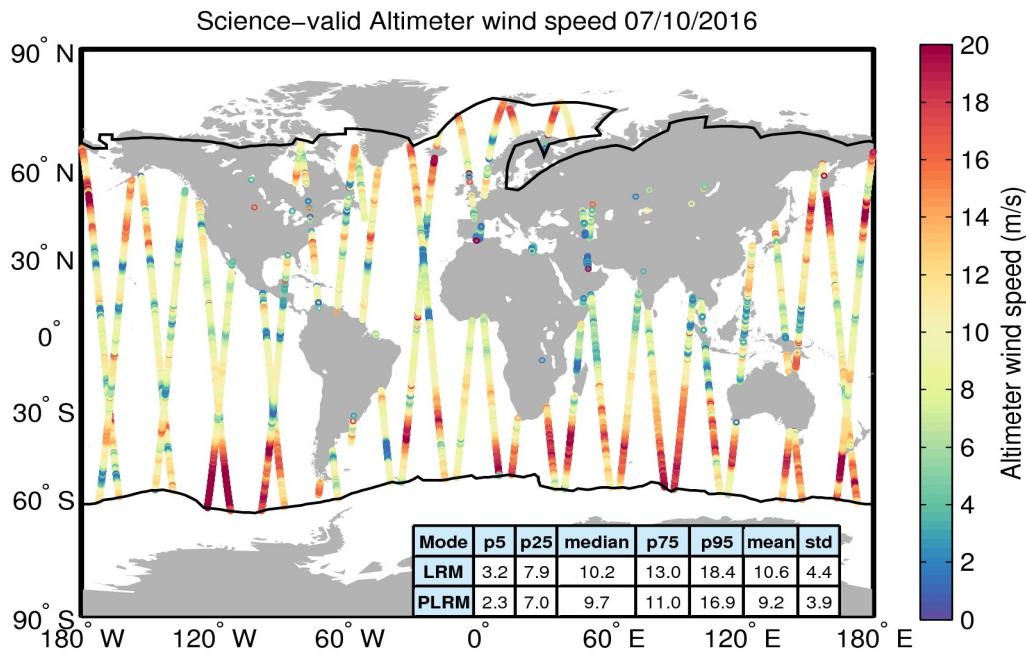 Science−valid Altimeter wind speed 07/10/2016
90° N
60° N
30° N
0°
30° S
60° S
90° S
180° W
120° W
60° W
0°
60° E
120° E
180° E
Mode p5 p25 median p75 p95 mean std
LRM 3.2 7.9 10.2 13.0 18.4 10.6 4.4
PLRM 2.3 7.0 9.7 11.0 16.9 9.2 3.9
20
18
16
14
12
10
8
6
4
2
0
Altimeter wind speed (m/s)